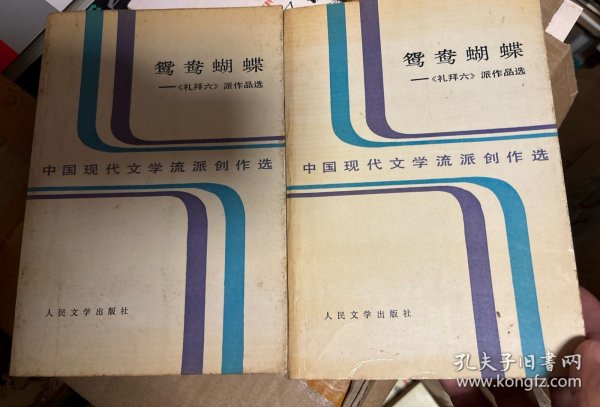 鸳鸯蝴蝶
——《礼拜六》派作品选
中国现代文学流派创作选
人民文学出版社
鸳鸯蝴蝶
——《礼拜六》派作品选
中国现代文学流派创作选
人民文学出版社
孔夫子旧书网
www.kongfz.com